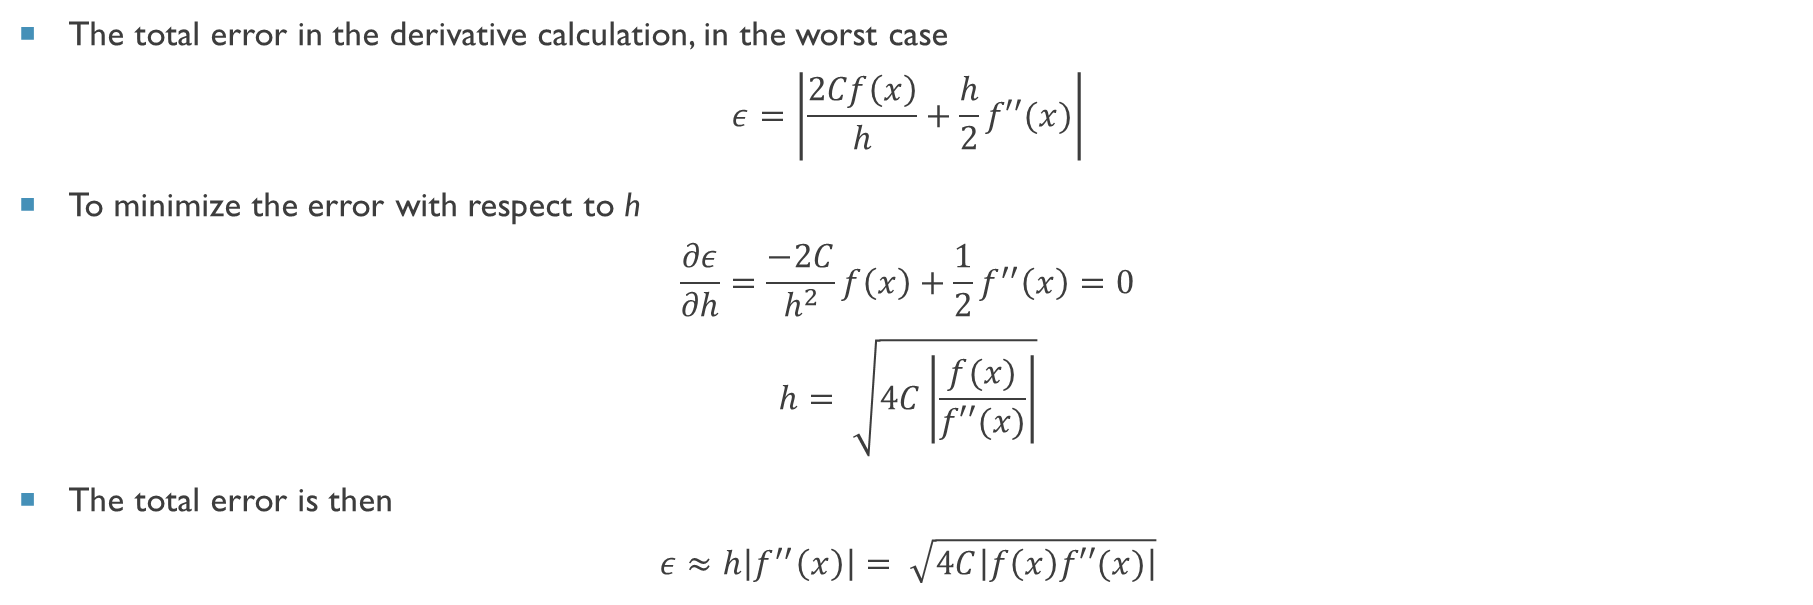 ▪ The total error in the derivative calculation, in the worst case
ϵ = |2Cf(x)/h + h/2 f′′(x)|
▪ To minimize the error with respect to h
∂ϵ/∂h = −2C/h² f(x) + 1/2 f′′(x) = 0
h = √(4C |f(x)/f′′(x)|)
▪ The total error is then
ϵ ≈ h|f′′(x)| = √(4C|f(x)f′′(x)|)